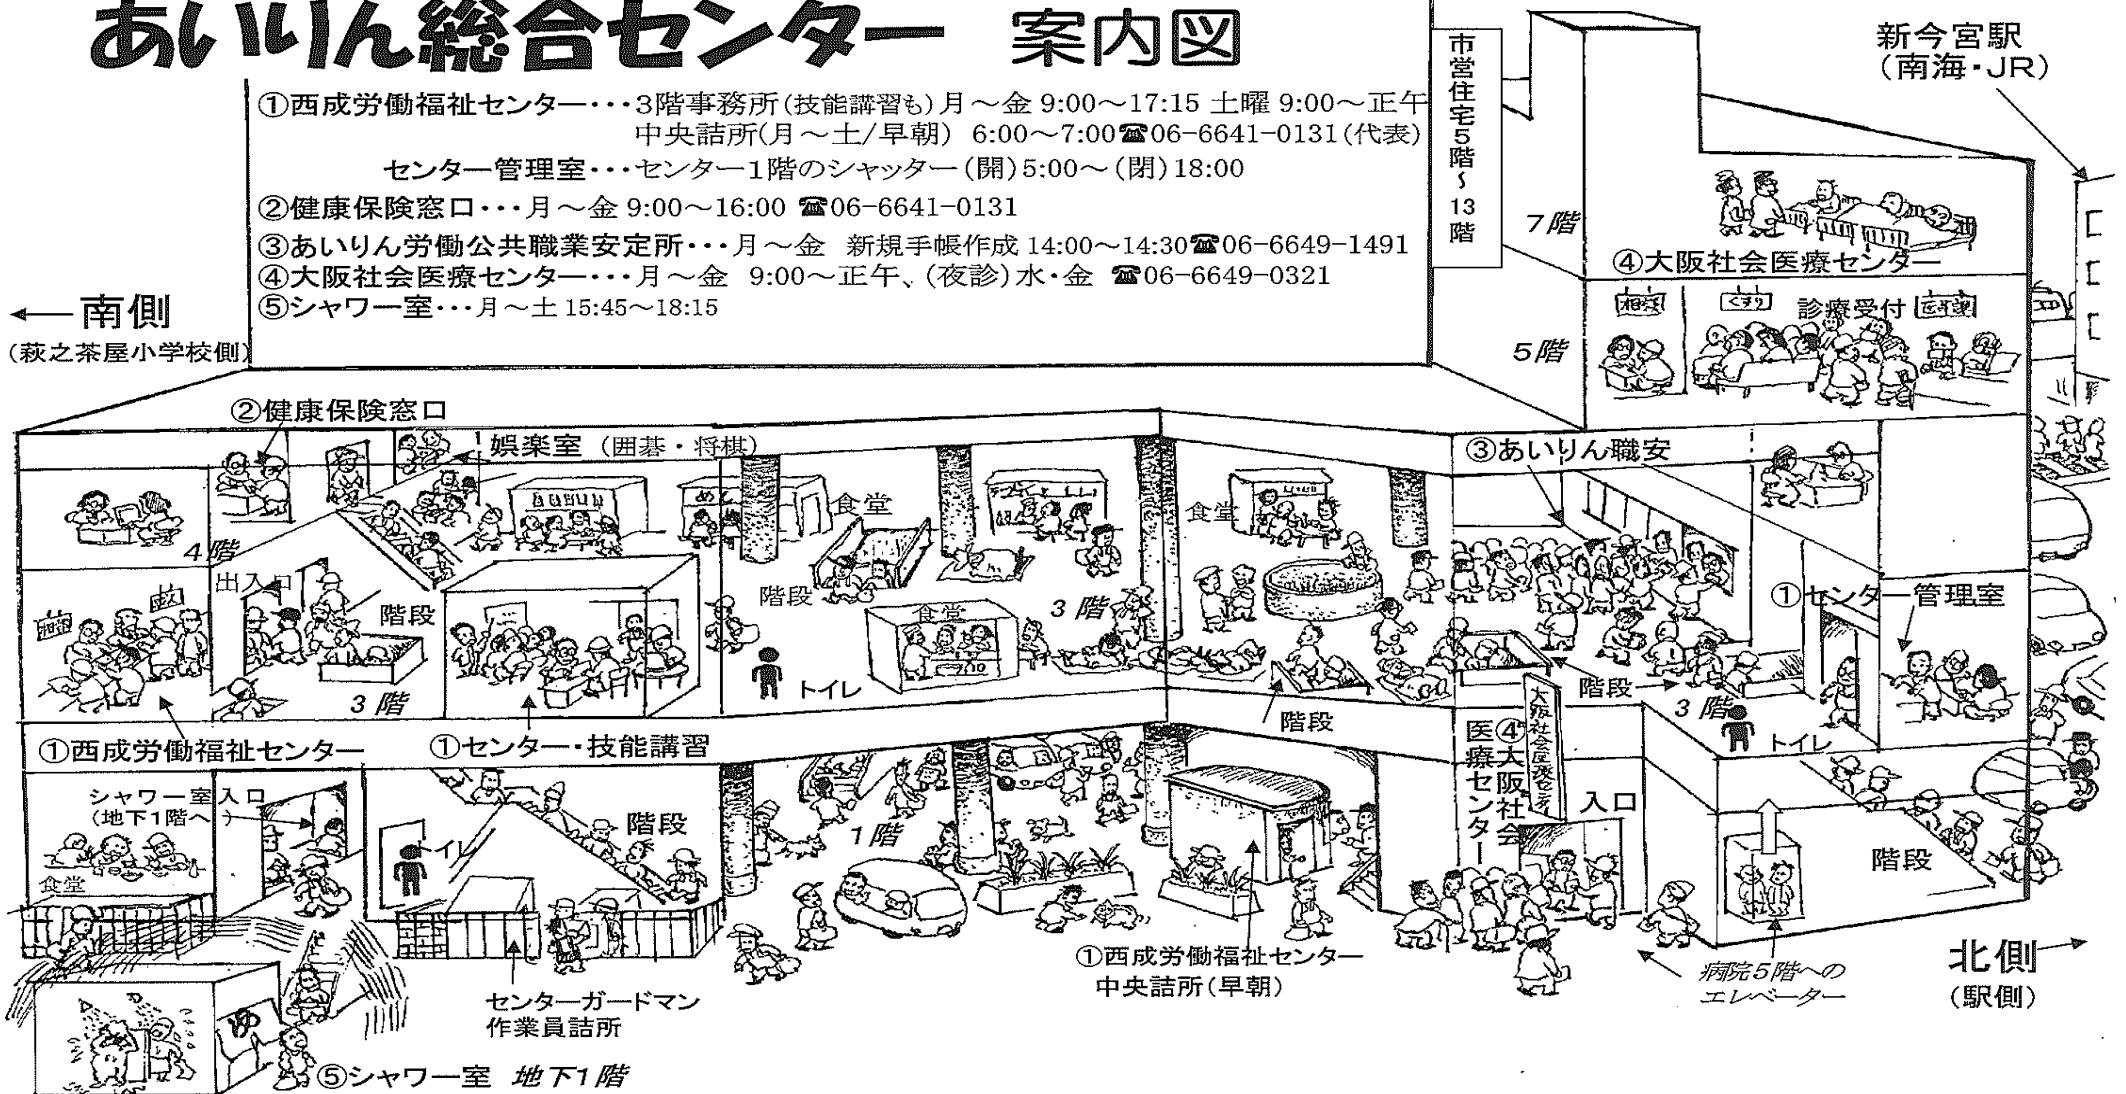 あいりん総合センター 案内図
①西成労働福祉センター・・・3階事務所(技能講習も)月～金 9:00～17:15 土曜 9:00～正午
中央詰所(月～土/早朝) 6:00～7:00☎06-6641-0131(代表)
センター管理室・・・センター1階のシャッター(開)5:00～(閉)18:00
②健康保険窓口・・・月～金 9:00～16:00 ☎06-6641-0131
③あいりん労働公共職業安定所・・・月～金 新規手帳作成 14:00～14:30☎06-6649-1491
④大阪社会医療センター・・・月～金 9:00～正午、(夜診)水・金 ☎06-6649-0321
⑤シャワー室・・・月～土 15:45～18:15
市営住宅5階～13階
新今宮駅
(南海・JR)
←南側
(萩之茶屋小学校側)
7階
④大阪社会医療センター
相談
くすり
診療受付
5階
②健康保険窓口
娯楽室 (囲碁・将棋)
③あいりん職安
めし
食堂
食堂
4階
出入口
階段
階段
食堂
3階
①センター管理室
トイレ
3階
階段
階段
3階
トイレ
①西成労働福祉センター
①センター・技能講習
④大阪社会医療センター
大阪社会医療センター
シャワー室入口
(地下1階へ)
食堂
トイレ
階段
1階
入口
階段
①西成労働福祉センター
中央詰所(早朝)
病院5階への
エレベーター
北側→
(駅側)
センターガードマン
作業員詰所
ゆ
⑤シャワー室 地下1階